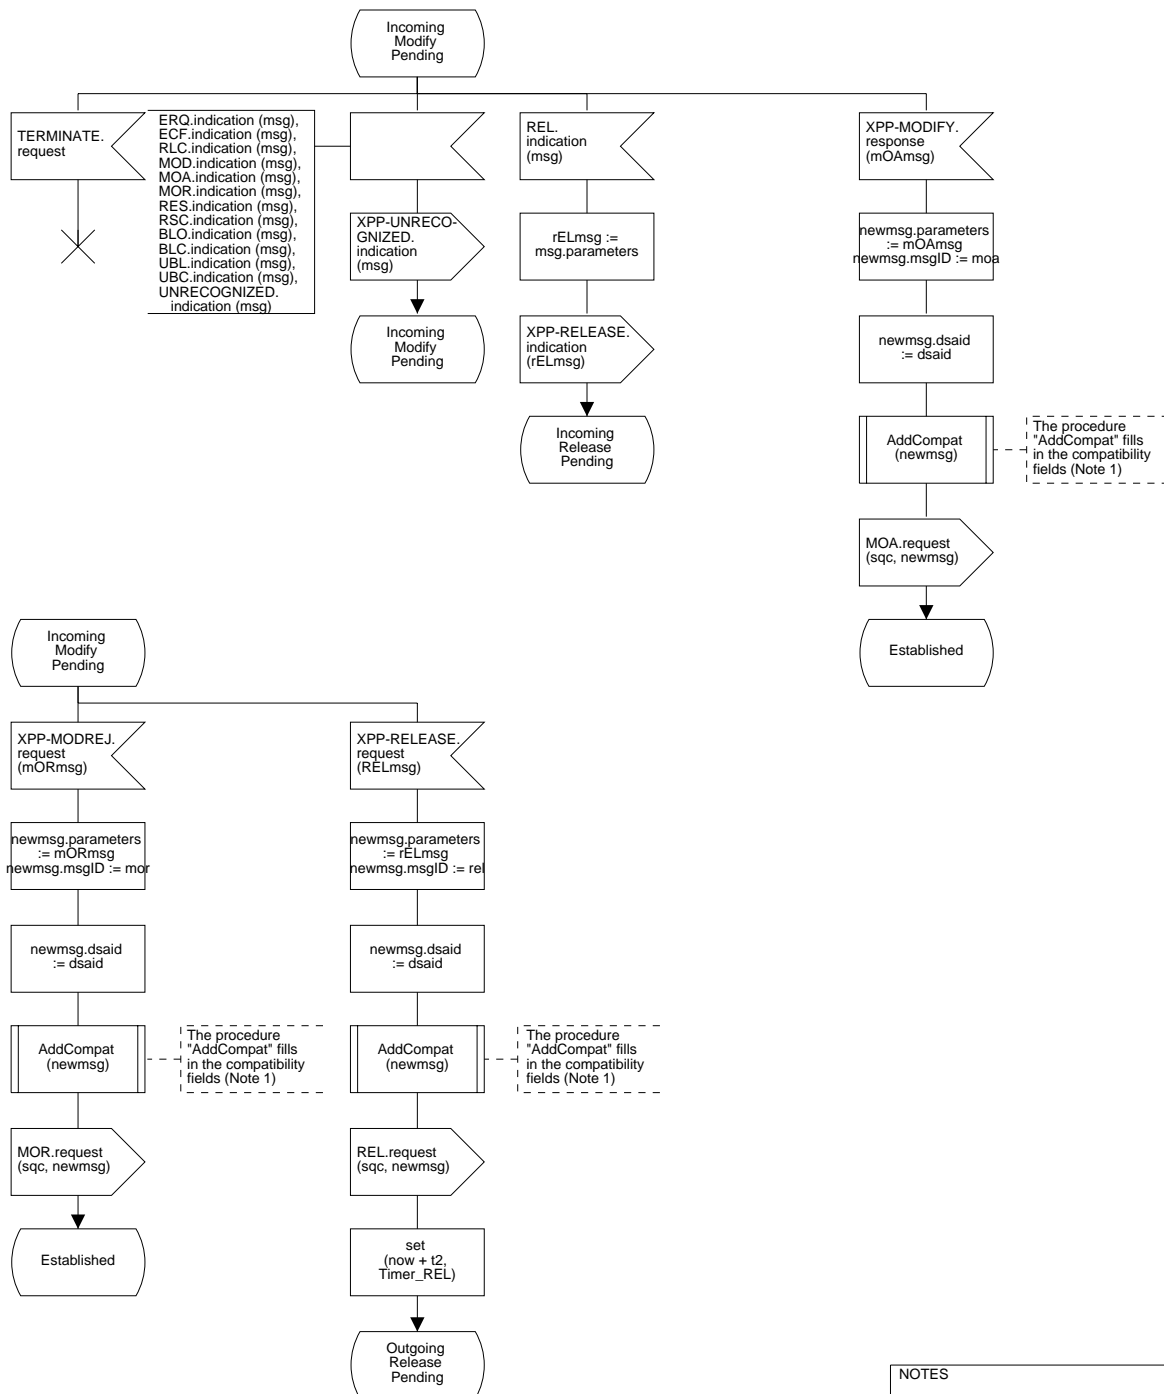 Incoming
Modify
Pending
TERMINATE.
request
ERQ.indication (msg),
ECF.indication (msg),
RLC.indication (msg),
MOD.indication (msg),
MOA.indication (msg),
MOR.indication (msg),
RES.indication (msg),
RSC.indication (msg),
BLO.indication (msg),
BLC.indication (msg),
UBL.indication (msg),
UBC.indication (msg),
UNRECOGNIZED.
indication (msg)
XPP-UNRECO-
GNIZED.
indication
(msg)
Incoming
Modify
Pending
REL.
indication
(msg)
rELmsg :=
msg.parameters
XPP-RELEASE.
indication
(rELmsg)
Incoming
Release
Pending
XPP-MODIFY.
response
(mOAmsg)
newmsg.parameters
:= mOAmsg
newmsg.msgID := moa
newmsg.dsaid
:= dsaid
AddCompat
(newmsg)
The procedure
"AddCompat" fills
in the compatibility
fields (Note 1)
MOA.request
(sqc, newmsg)
Established
Incoming
Modify
Pending
XPP-MODREJ.
request
(mORmsg)
newmsg.parameters
:= mORmsg
newmsg.msgID := mor
newmsg.dsaid
:= dsaid
AddCompat
(newmsg)
The procedure
"AddCompat" fills
in the compatibility
fields (Note 1)
MOR.request
(sqc, newmsg)
Established
XPP-RELEASE.
request
(RELmsg)
newmsg.parameters
:= rELmsg
newmsg.msgID := rel
newmsg.dsaid
:= dsaid
AddCompat
(newmsg)
The procedure
"AddCompat" fills
in the compatibility
fields (Note 1)
REL.request
(sqc, newmsg)
set
(now + t2,
Timer_REL)
Outgoing
Release
Pending
NOTES